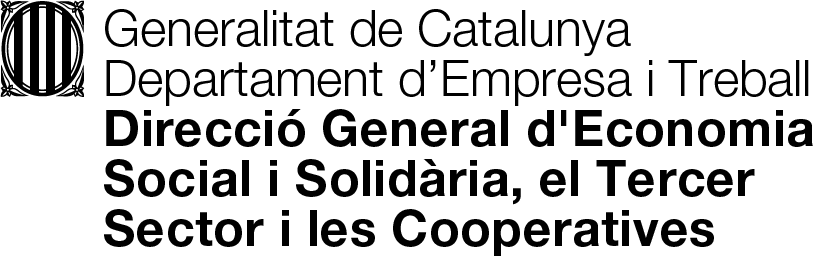 Generalitat de Catalunya
Departament d’Empresa i Treball
Direcció General d'Economia
Social i Solidària, el Tercer
Sector i les Cooperatives